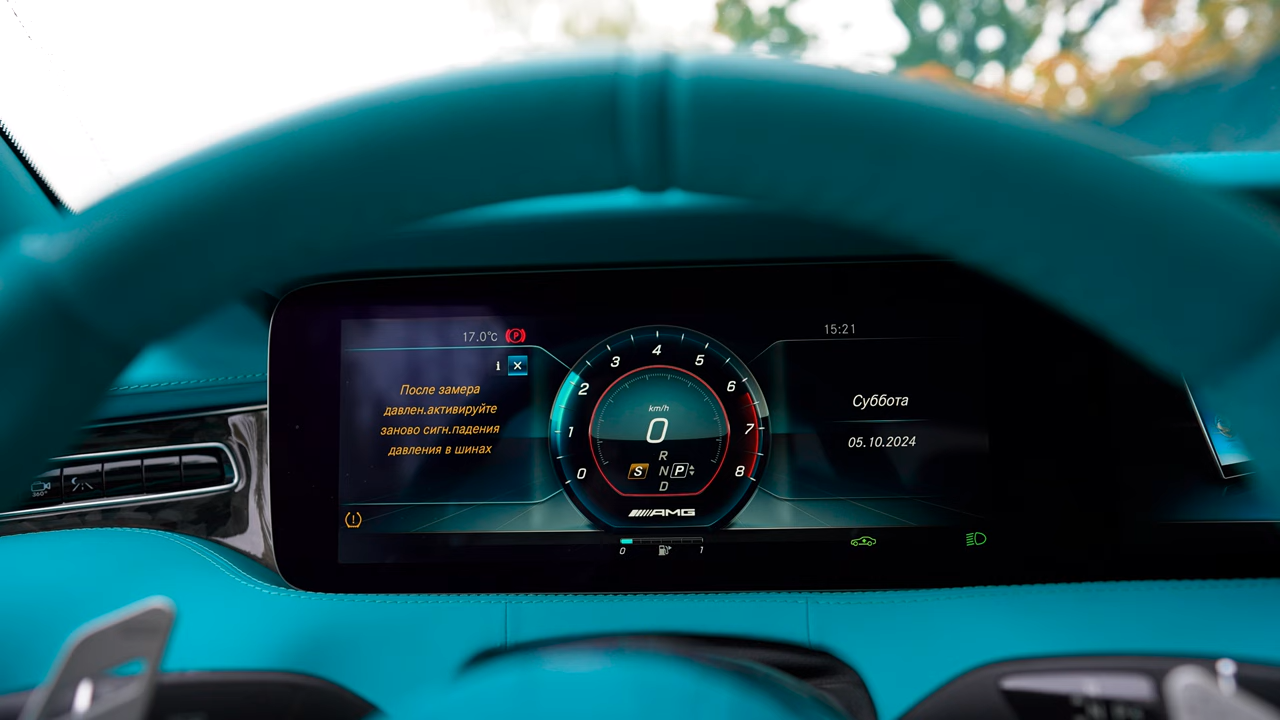 17.0°C
P
15:21
i
После замера
давлен.активируйте
заново сигн.падения
давления в шинах
0
1
2
3
4
5
6
7
8
km/h
0
R
S N P
D
AMG
Суббота
05.10.2024
0 1
360°